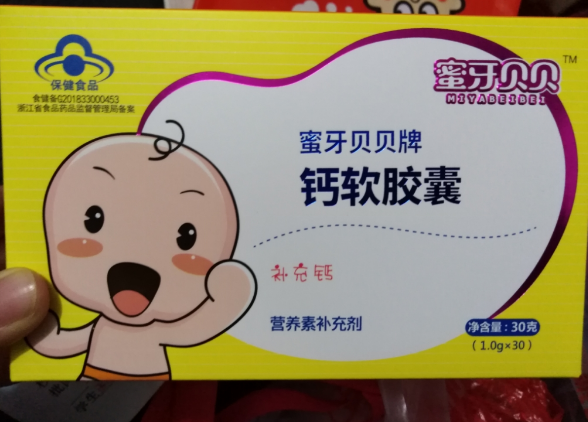 保健食品
食健备G201833000453
浙江省食品药品监督管理局备案
蜜牙贝贝
TM
MIYABEIBEI
蜜牙贝贝牌
钙软胶囊
补充钙
营养素补充剂
净含量：30克
（1.0g×30）